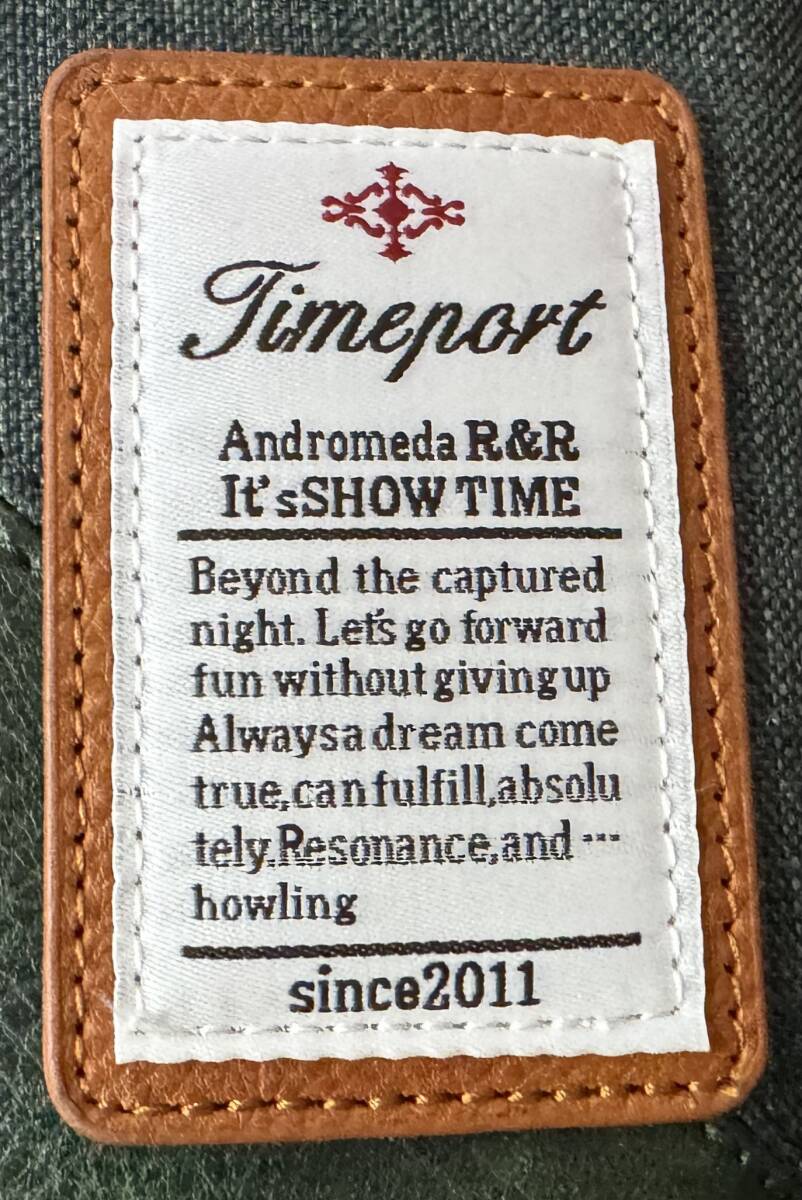 Timeport
Andromeda R&R
It'sSHOW TIME
Beyond the captured
night. Let's go forward
fun without giving up
Always a dream come
true,can fulfill,absolu
tely.Resonance,and ···
howling
since2011